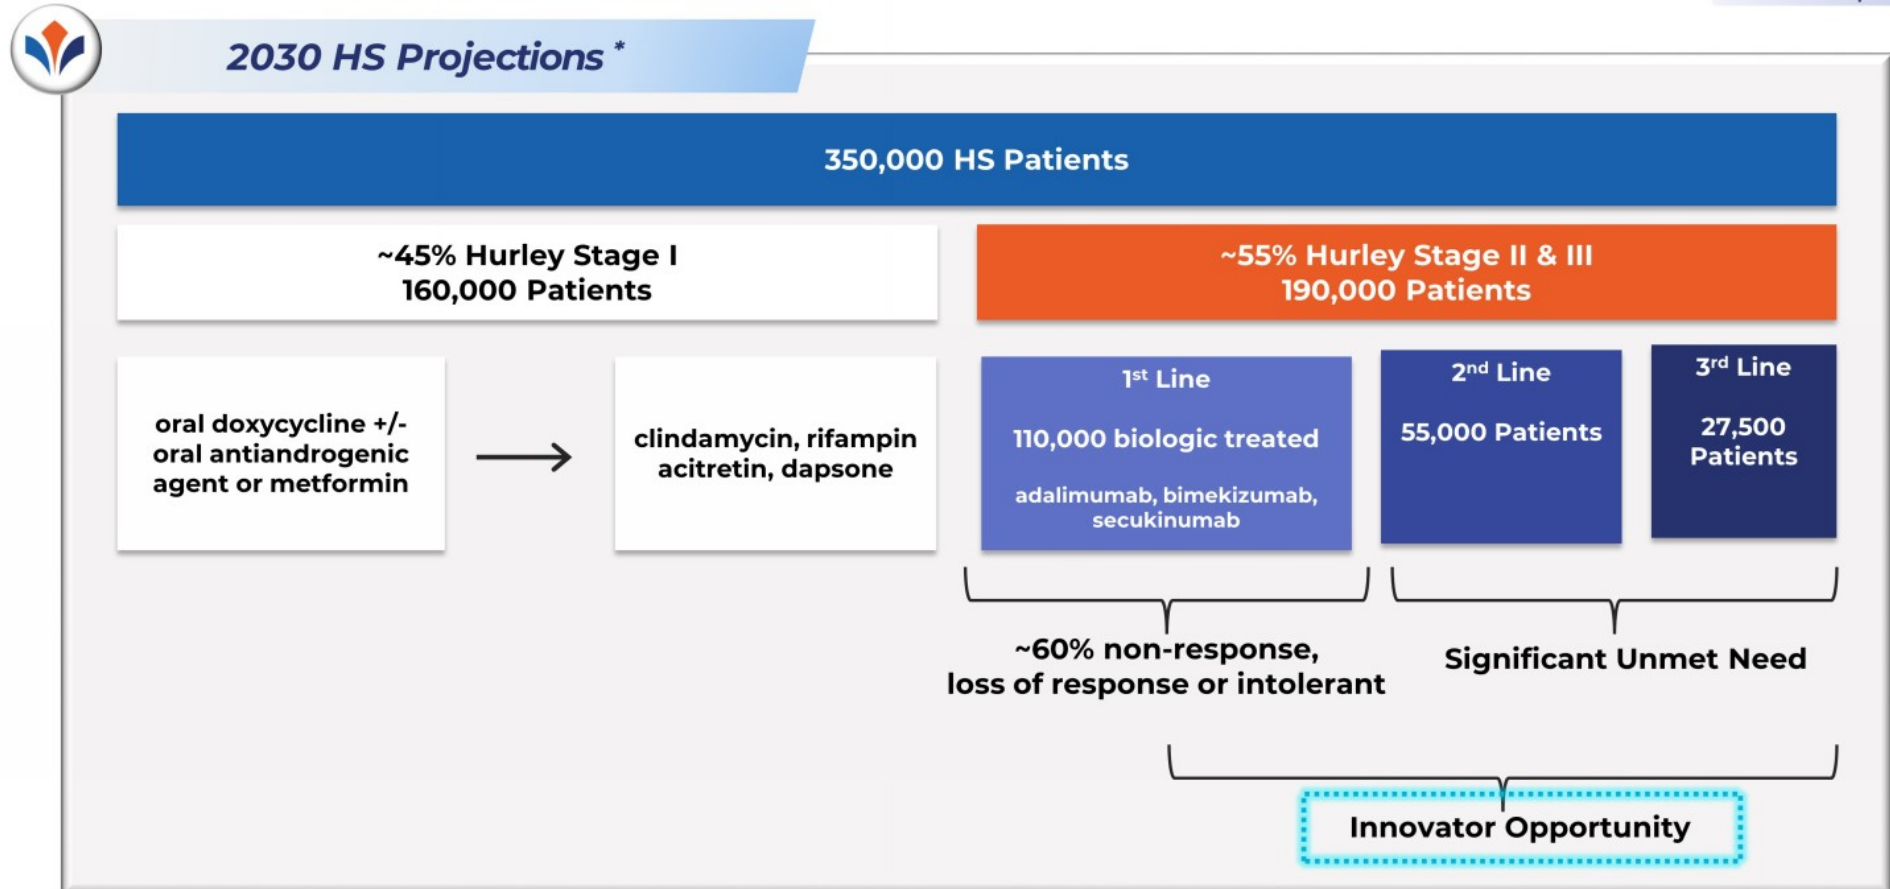 2030 HS Projections *
350,000 HS Patients
~45% Hurley Stage I
160,000 Patients
~55% Hurley Stage II & III
190,000 Patients
oral doxycycline +/-
oral antiandrogenic
agent or metformin
clindamycin, rifampin
acitretin, dapsone
1st Line
110,000 biologic treated
adalimumab, bimekizumab,
secukinumab
2nd Line
55,000 Patients
3rd Line
27,500
Patients
~60% non-response,
loss of response or intolerant
Significant Unmet Need
Innovator Opportunity